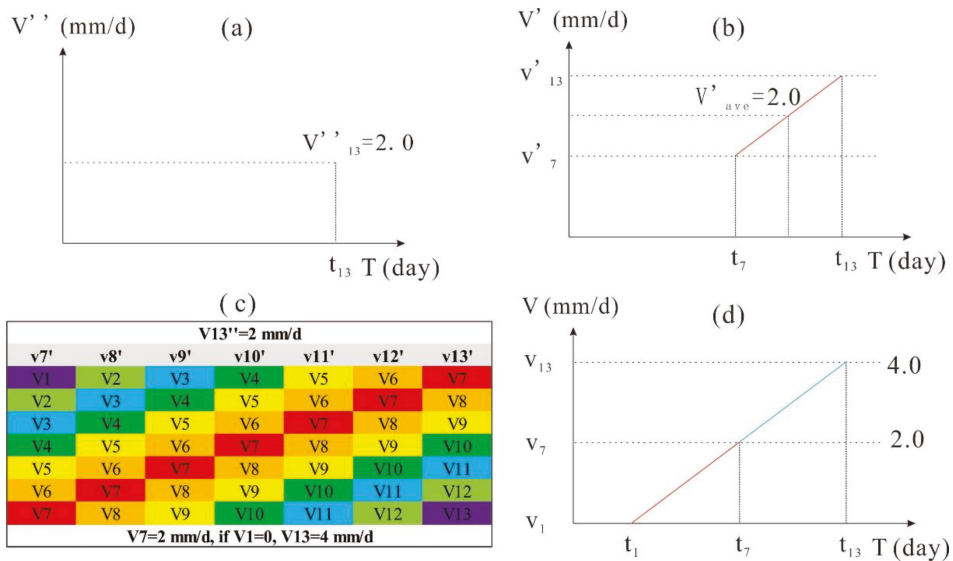 V'' (mm/d)
(a)
V''₁₃=2.0
t₁₃ T (day)
V' (mm/d)
(b)
v'₁₃
V'ave=2.0
v'₇
t₇
t₁₃ T (day)
(c)
V13''=2 mm/d
v7' v8' v9' v10' v11' v12' v13'
V1 V2 V3 V4 V5 V6 V7
V2 V3 V4 V5 V6 V7 V8
V3 V4 V5 V6 V7 V8 V9
V4 V5 V6 V7 V8 V9 V10
V5 V6 V7 V8 V9 V10 V11
V6 V7 V8 V9 V10 V11 V12
V7 V8 V9 V10 V11 V12 V13
V7=2 mm/d, if V1=0, V13=4 mm/d
V (mm/d)
(d)
v₁₃
4.0
v₇
2.0
v₁
t₁
t₇
t₁₃ T (day)